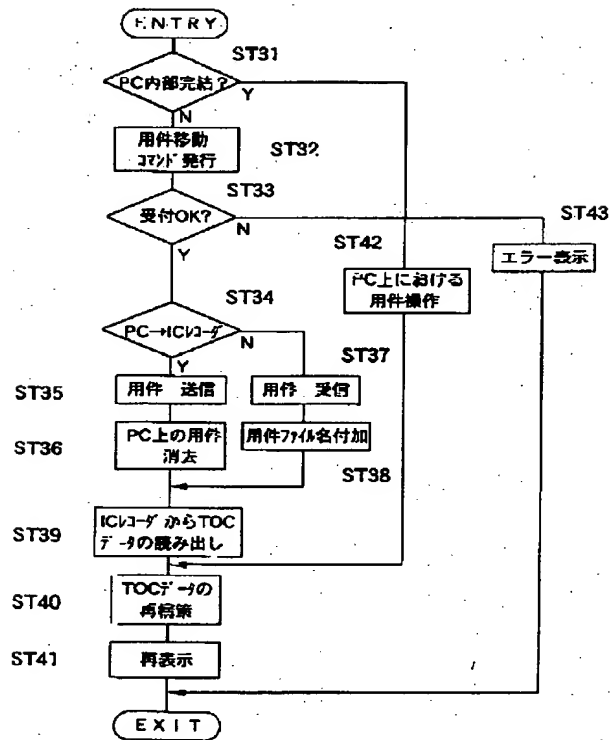 ENTRY
ST31
PC内部完結?
Y
N
用件移動
コマンド発行
ST32
ST33
受付OK?
N
Y
ST43
エラー表示
ST42
PC上における
用件操作
ST34
PC→ICレコーダ
N
Y
ST37
ST35
用件 送信
用件 受信
ST36
PC上の用件
消去
用件ファイル名付加
ST38
ST39
ICレコーダからTOC
データの読み出し
ST40
TOCデータの
再構築
ST41
再表示
EXIT